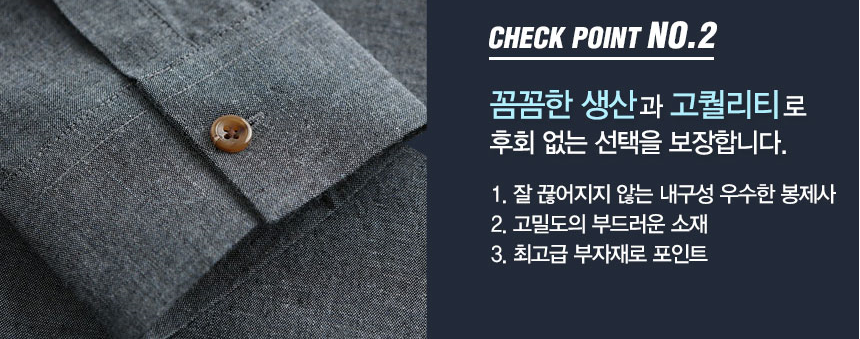 CHECK POINT NO.2
꼼꼼한 생산과 고퀄리티로
후회 없는 선택을 보장합니다.
1. 잘 끊어지지 않는 내구성 우수한 봉제사
2. 고밀도의 부드러운 소재
3. 최고급 부자재로 포인트